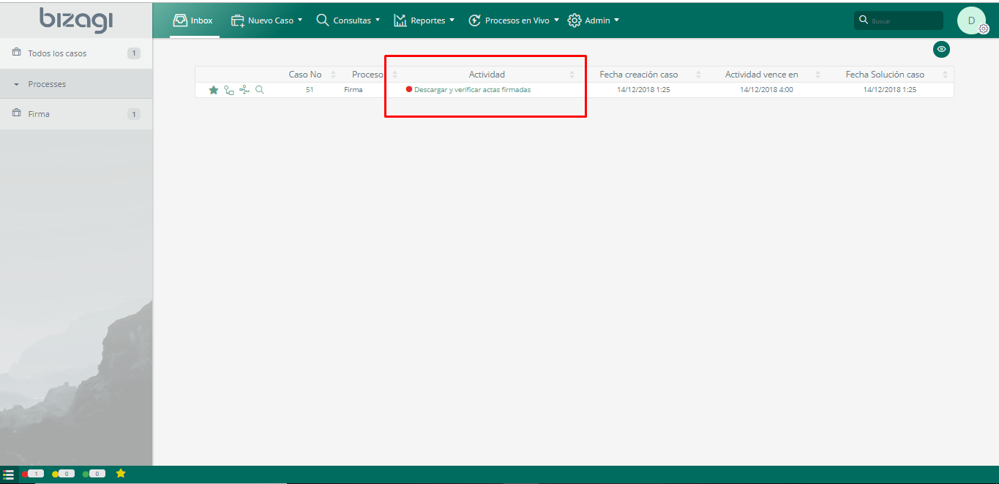 bizagi
Inbox
Nuevo Caso
Consultas
Reportes
Procesos en Vivo
Admin
Buscar
D
Todos los casos 1
Processes
Firma 1
Caso No Proceso Actividad Fecha creación caso Actividad vence en Fecha Solución caso
51 Firma Descargar y verificar actas firmadas 14/12/2018 1:25 14/12/2018 4:00 14/12/2018 1:25
1 0 0